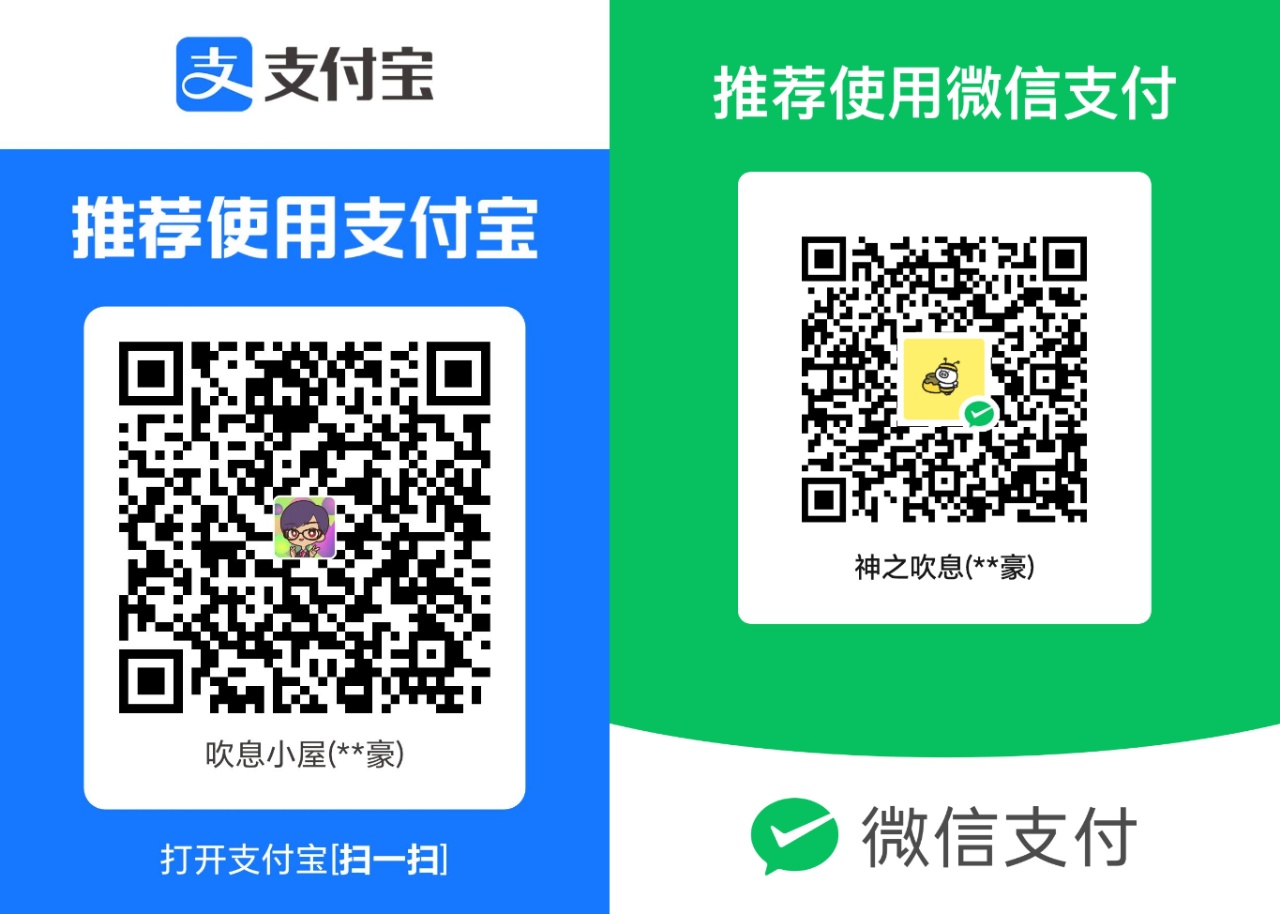 支付宝
推荐使用支付宝
吹息小屋(**豪)
打开支付宝[扫一扫]
推荐使用微信支付
神之吹息(**豪)
微信支付